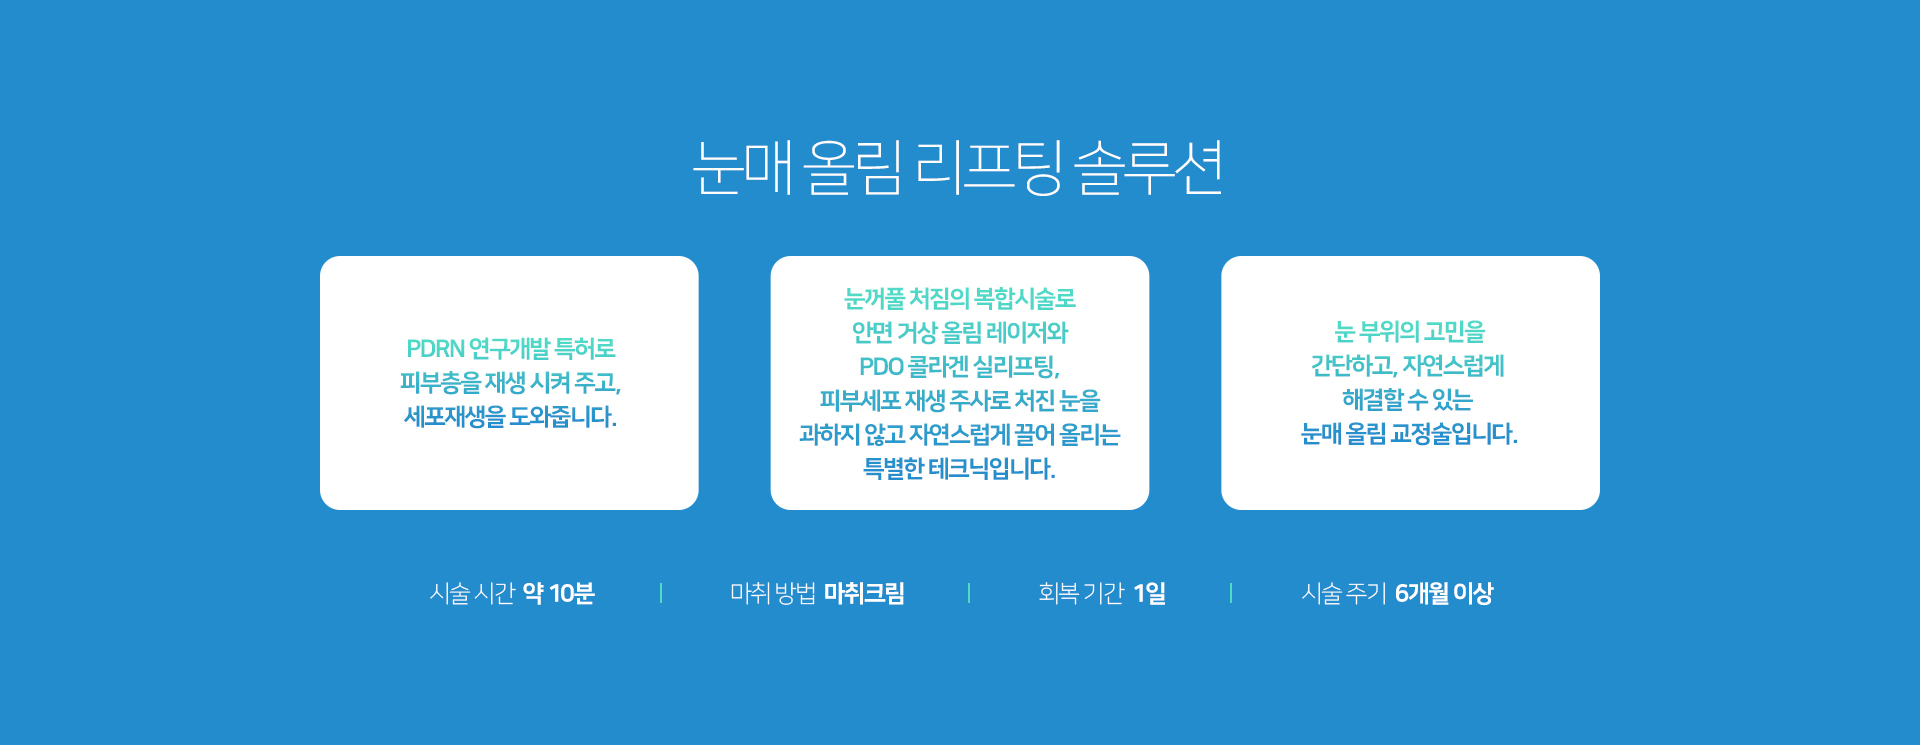 눈매 올림 리프팅 솔루션
PDRN 연구개발 특허로
피부층을 재생 시켜 주고,
세포재생을 도와줍니다.
눈꺼풀 처짐의 복합시술로
안면 거상 올림 레이저와
PDO 콜라겐 실리프팅,
피부세포 재생 주사로 처진 눈을
과하지 않고 자연스럽게 끌어 올리는
특별한 테크닉입니다.
눈 부위의 고민을
간단하고, 자연스럽게
해결할 수 있는
눈매 올림 교정술입니다.
시술 시간 약 10분
마취 방법 마취크림
회복 기간 1일
시술 주기 6개월 이상